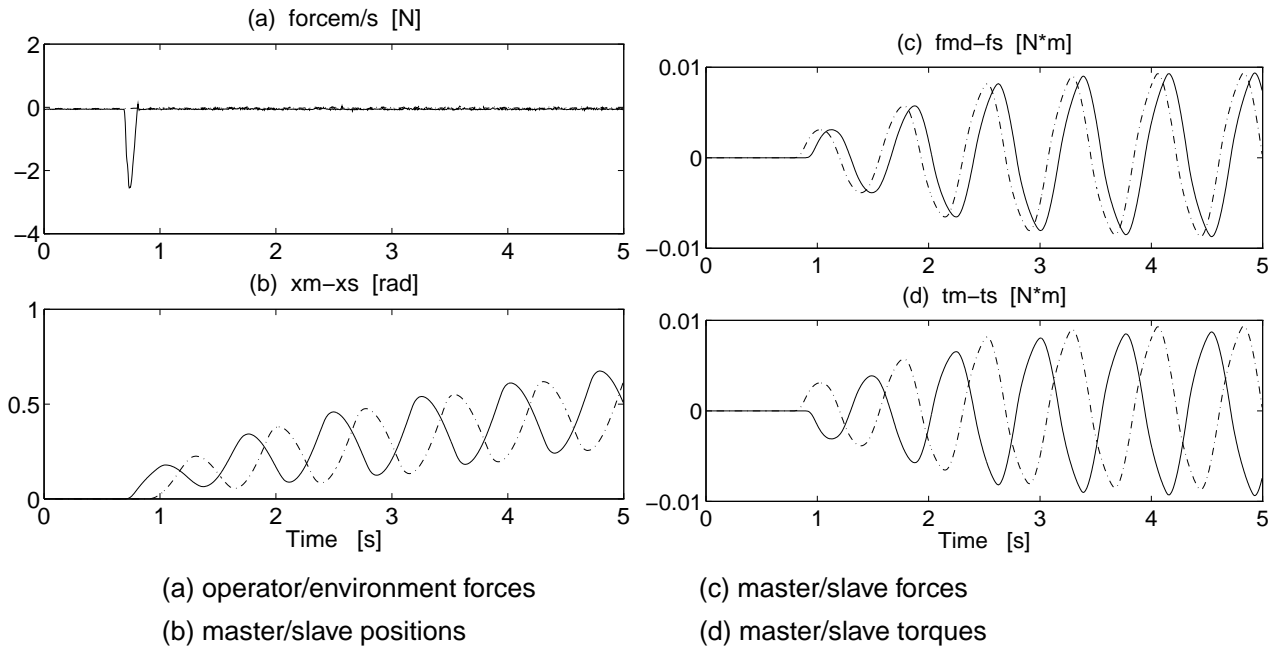 (a) forcem/s [N]
2
0
−2
−4
0 1 2 3 4 5
(b) xm−xs [rad]
1
0.5
0
0 1 2 3 4 5
Time [s]
(c) fmd−fs [N*m]
0.01
0
−0.01
0 1 2 3 4 5
(d) tm−ts [N*m]
0.01
0
−0.01
0 1 2 3 4 5
Time [s]
(a) operator/environment forces
(b) master/slave positions
(c) master/slave forces
(d) master/slave torques